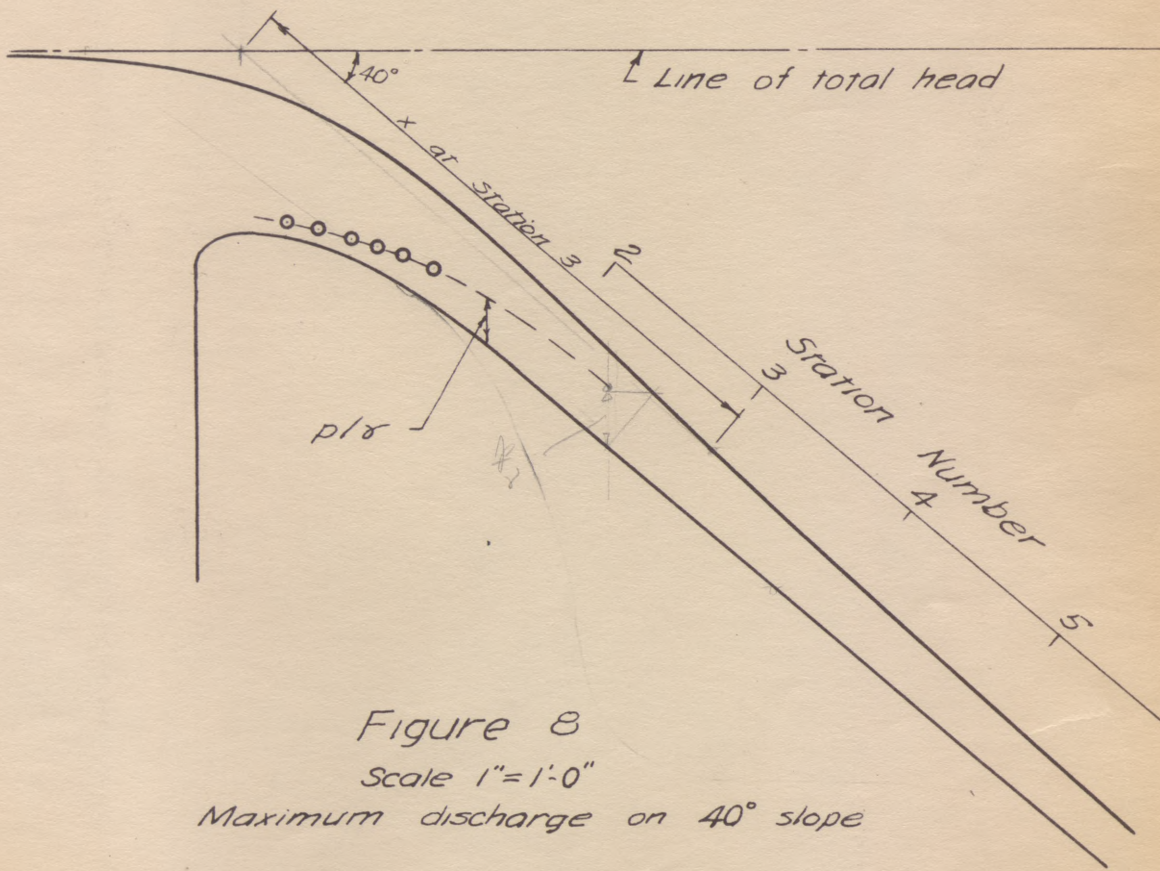 40°
Line of total head
x at station 3
2
3
4
5
Station Number
p/γ
Figure 8
Scale 1"=1'-0"
Maximum discharge on 40° slope